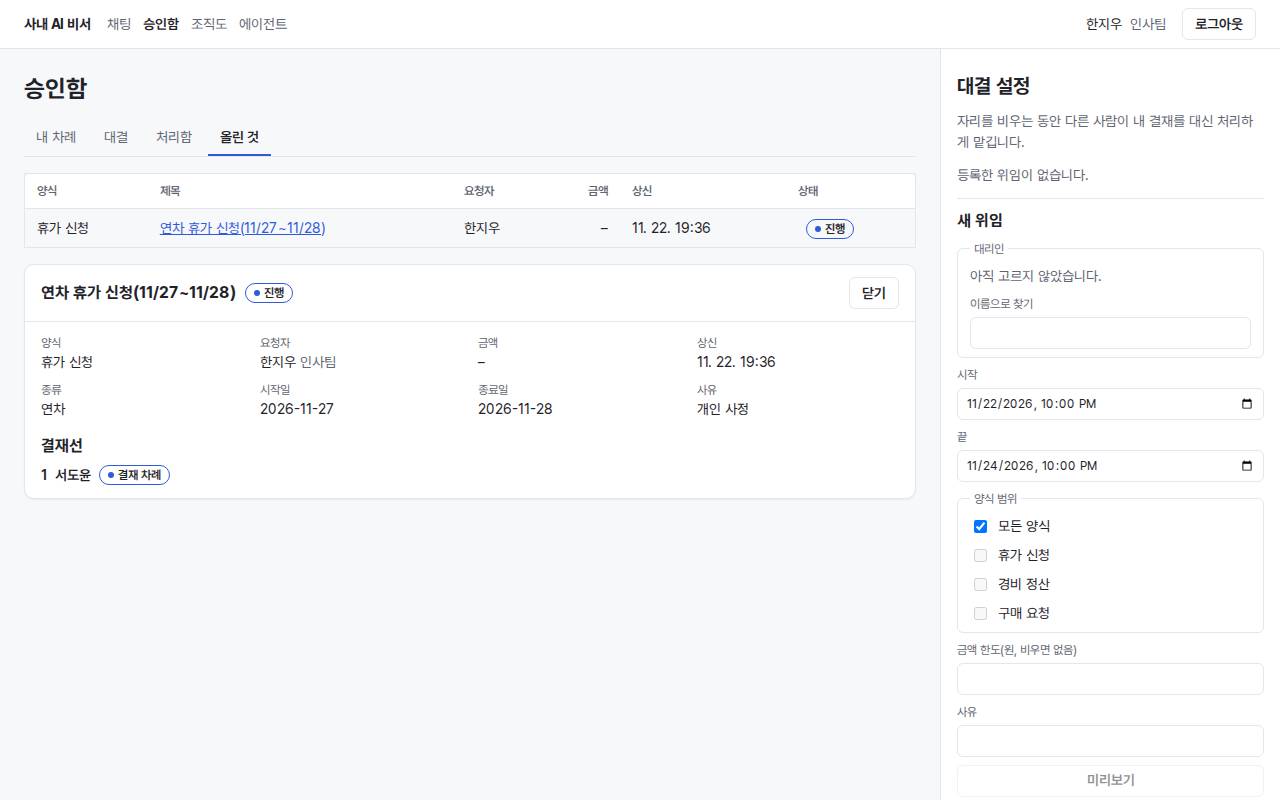 사내 AI 비서 채팅 승인함 조직도 에이전트 한지우 인사팀 로그아웃
승인함
내 차례 대결 처리함 올린 것
양식 제목 요청자 금액 상신 상태
휴가 신청 연차 휴가 신청(11/27~11/28) 한지우 – 11. 22. 19:36 진행
연차 휴가 신청(11/27~11/28) 진행 닫기
양식 요청자 금액 상신
휴가 신청 한지우 인사팀 – 11. 22. 19:36
종류 시작일 종료일 사유
연차 2026-11-27 2026-11-28 개인 사정
결재선
1 서도윤 결재 차례
대결 설정
자리를 비우는 동안 다른 사람이 내 결재를 대신 처리하
게 맡깁니다.
등록한 위임이 없습니다.
새 위임
대리인
아직 고르지 않았습니다.
이름으로 찾기
시작
11/22/2026, 10:00 PM
끝
11/24/2026, 10:00 PM
양식 범위
모든 양식
휴가 신청
경비 정산
구매 요청
금액 한도(원, 비우면 없음)
사유
미리보기